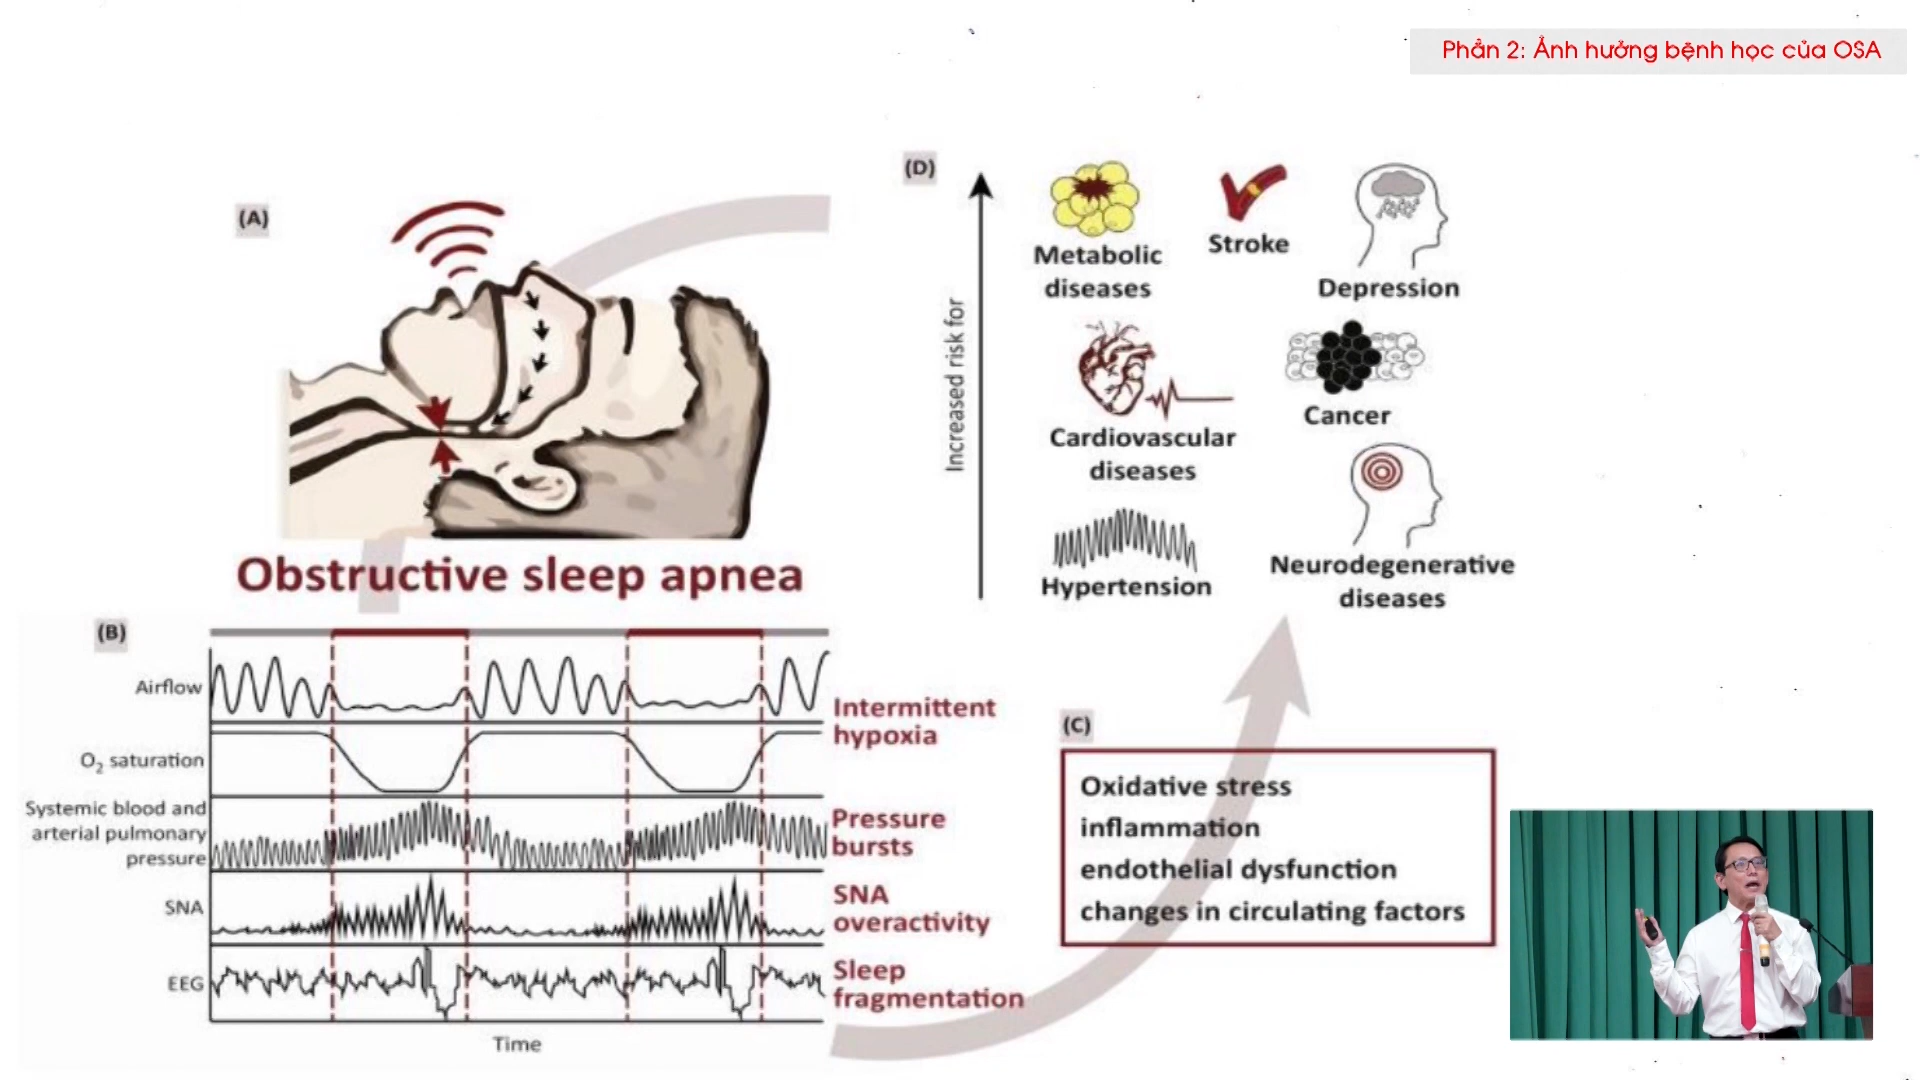 Phần 2: Ảnh hưởng bệnh học của OSA
(A)
Obstructive sleep apnea
(B)
Airflow
O₂ saturation
Systemic blood and
arterial pulmonary
pressure
SNA
EEG
Time
Intermittent
hypoxia
Pressure
bursts
SNA
overactivity
Sleep
fragmentation
(C)
Oxidative stress
inflammation
endothelial dysfunction
changes in circulating factors
(D)
Increased risk for
Metabolic
diseases
Stroke
Depression
Cardiovascular
diseases
Cancer
Hypertension
Neurodegenerative
diseases